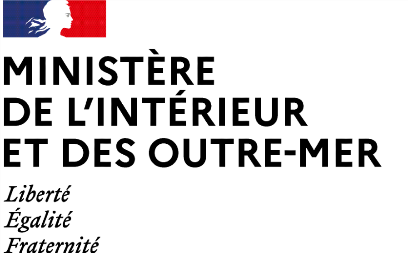 MINISTÈRE
DE L'INTÉRIEUR
ET DES OUTRE-MER
Liberté
Égalité
Fraternité